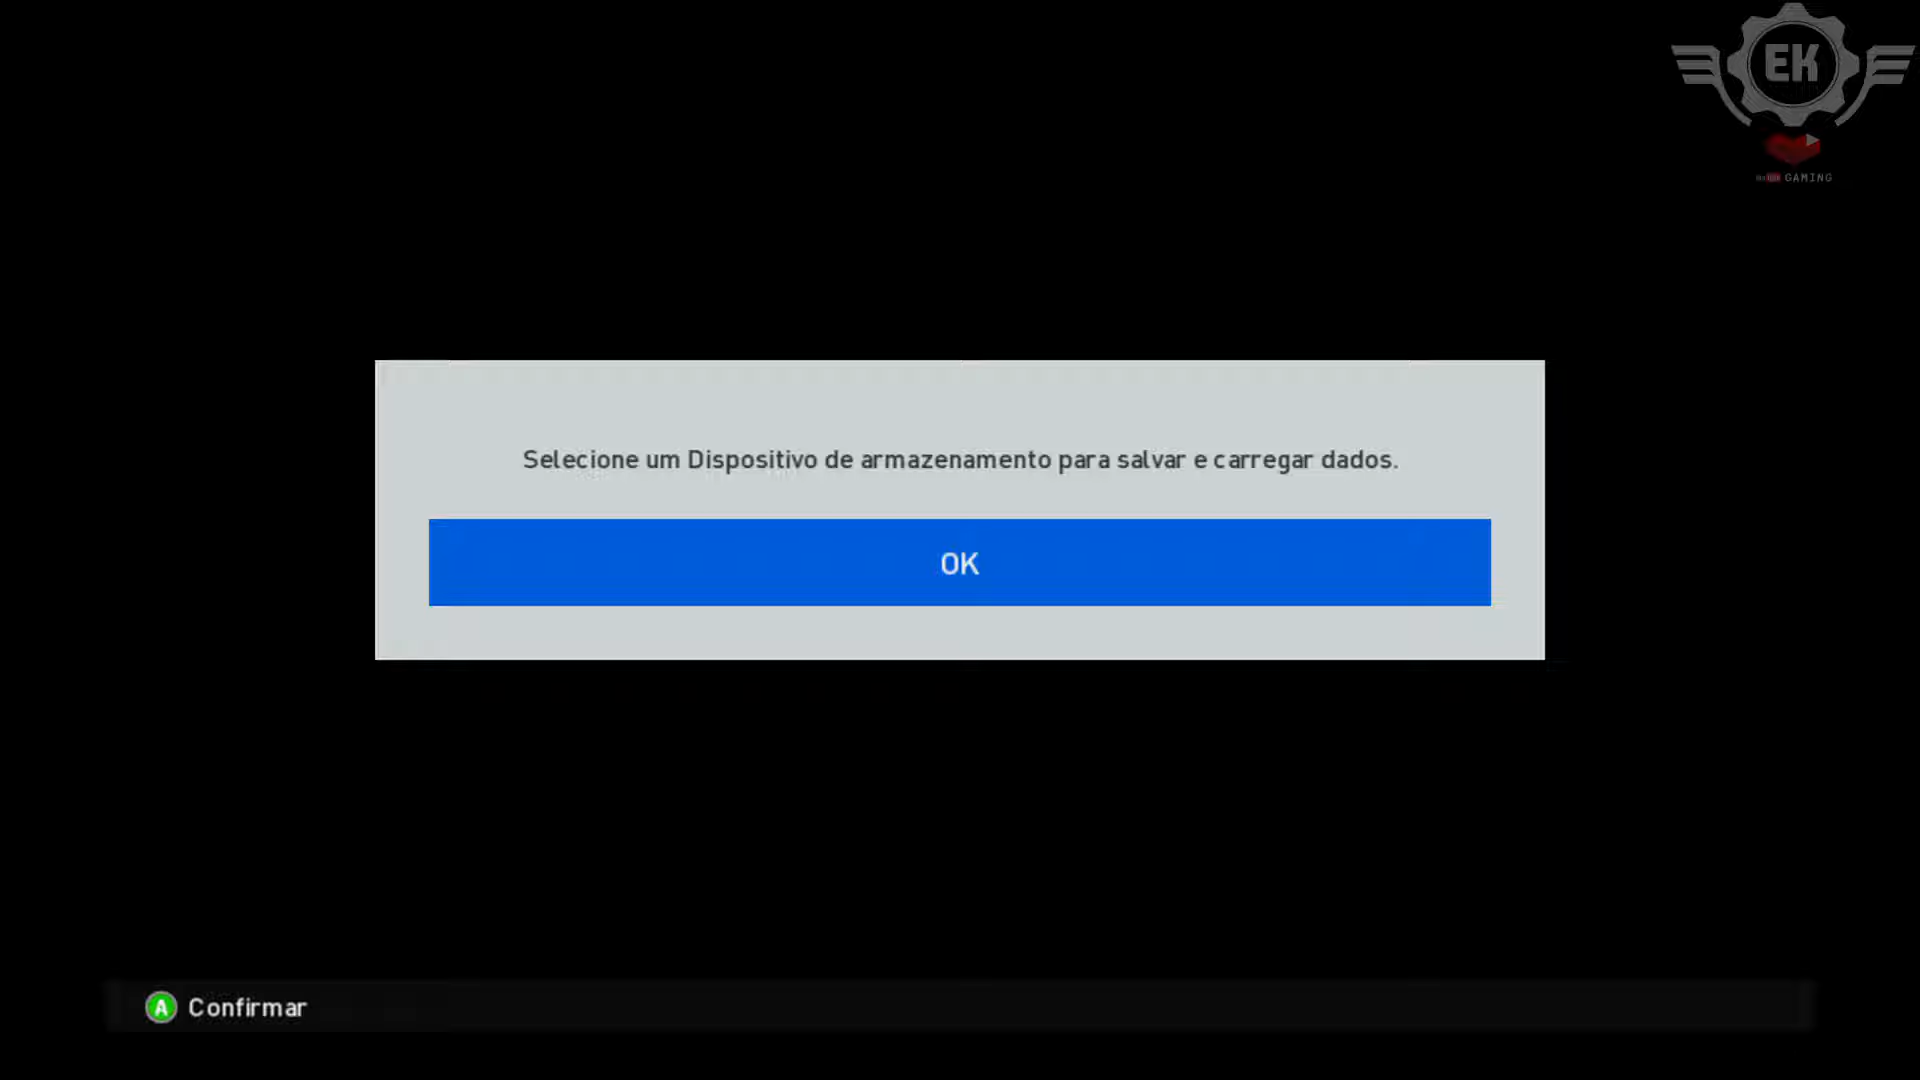 EK
GAMING
Selecione um Dispositivo de armazenamento para salvar e carregar dados.
OK
A Confirmar